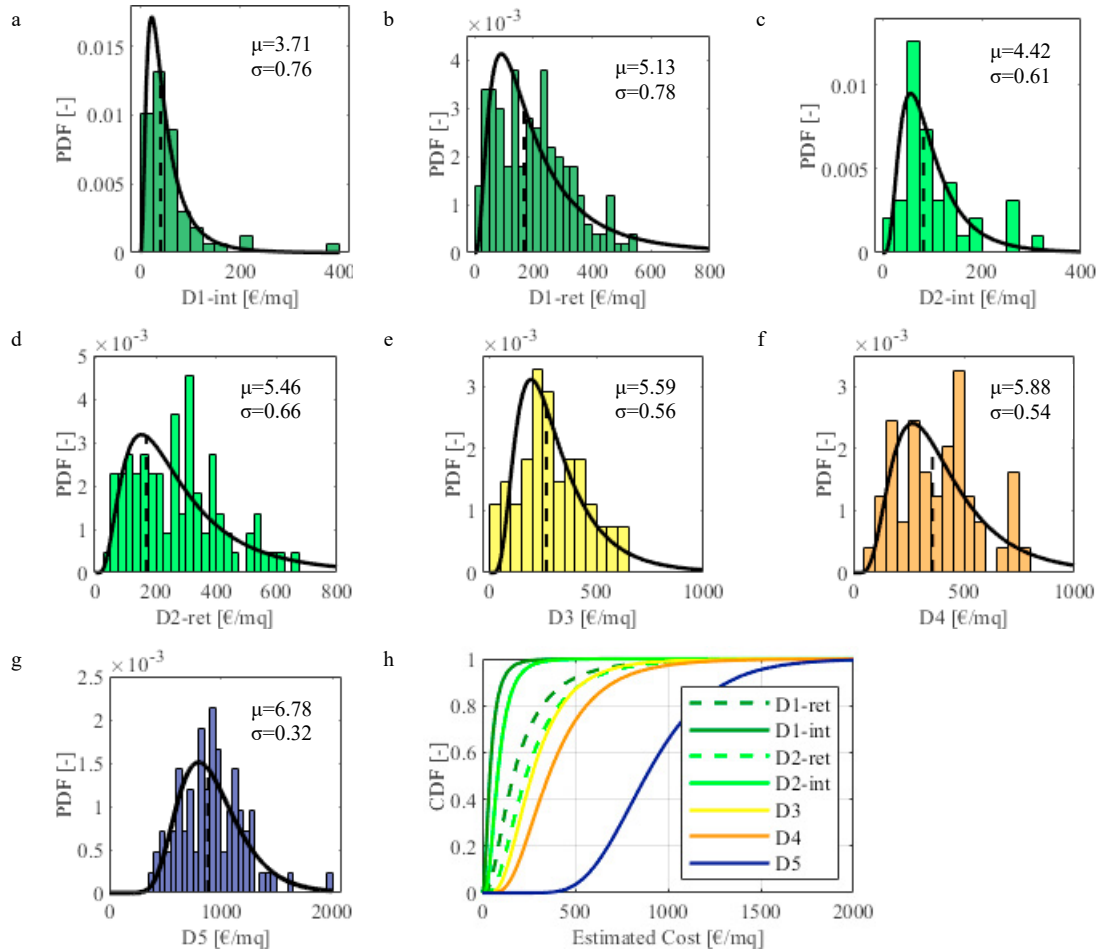 a
0.015
0.01
0.005
0
PDF [-]
μ=3.71
σ=0.76
0 200 400
D1-int [€/mq]
b
×10⁻³
4
3
2
1
0
PDF [-]
μ=5.13
σ=0.78
0 200 400 600 800
D1-ret [€/mq]
c
0.01
0.005
0
PDF [-]
μ=4.42
σ=0.61
0 200 400
D2-int [€/mq]
d
×10⁻³
5
4
3
2
1
0
PDF [-]
μ=5.46
σ=0.66
0 200 400 600 800
D2-ret [€/mq]
e
×10⁻³
3
2
1
0
PDF [-]
μ=5.59
σ=0.56
0 500 1000
D3 [€/mq]
f
×10⁻³
3
2
1
0
PDF [-]
μ=5.88
σ=0.54
0 500 1000
D4 [€/mq]
g
×10⁻³
2.5
2
1.5
1
0.5
0
PDF [-]
μ=6.78
σ=0.32
0 1000 2000
D5 [€/mq]
h
1
0.8
0.6
0.4
0.2
0
CDF [-]
D1-ret
D1-int
D2-ret
D2-int
D3
D4
D5
0 500 1000 1500 2000
Estimated Cost [€/mq]